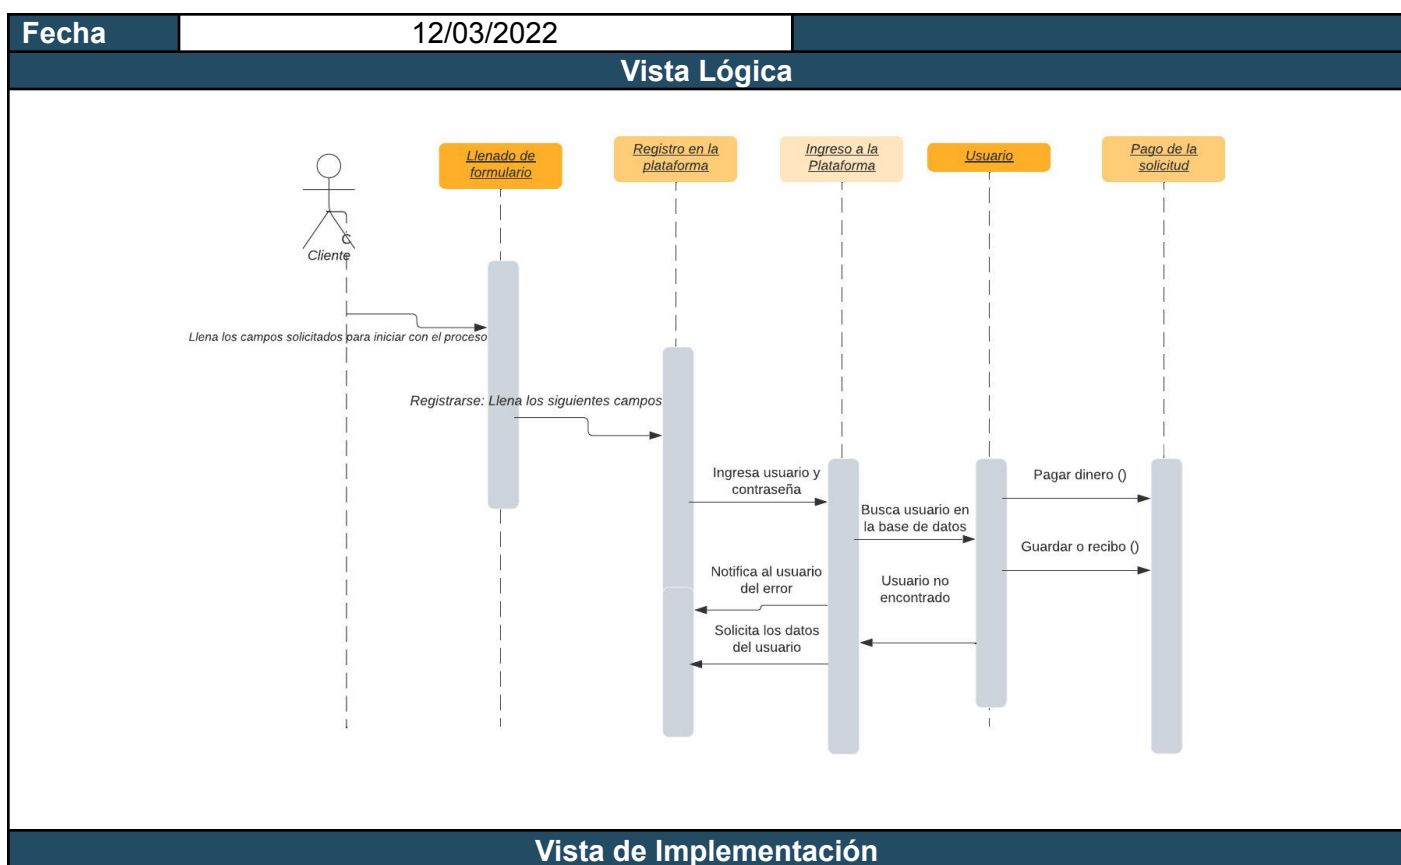 Fecha
12/03/2022
Vista Lógica
Llenado de
formulario
Registro en la
plataforma
Ingreso a la
Plataforma
Usuario
Pago de la
solicitud
C
Cliente
Llena los campos solicitados para iniciar con el proceso
Registrarse: Llena los siguientes campos
Ingresa usuario y
contraseña
Pagar dinero ()
Busca usuario en
la base de datos
Guardar o recibo ()
Notifica al usuario
del error
Usuario no
encontrado
Solicita los datos
del usuario
Vista de Implementación